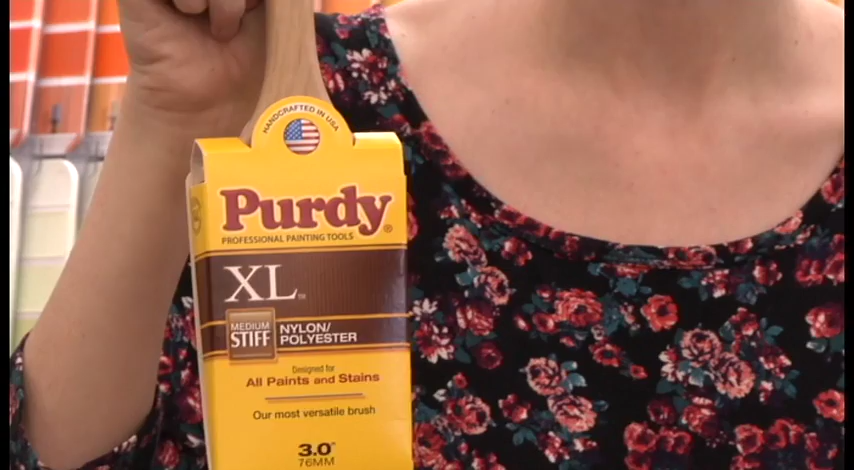 HANDCRAFTED IN USA
Purdy®
PROFESSIONAL PAINTING TOOLS
XL™
MEDIUM
STIFF
NYLON/
POLYESTER
Designed for
All Paints and Stains
Our most versatile brush
3.0"
76MM